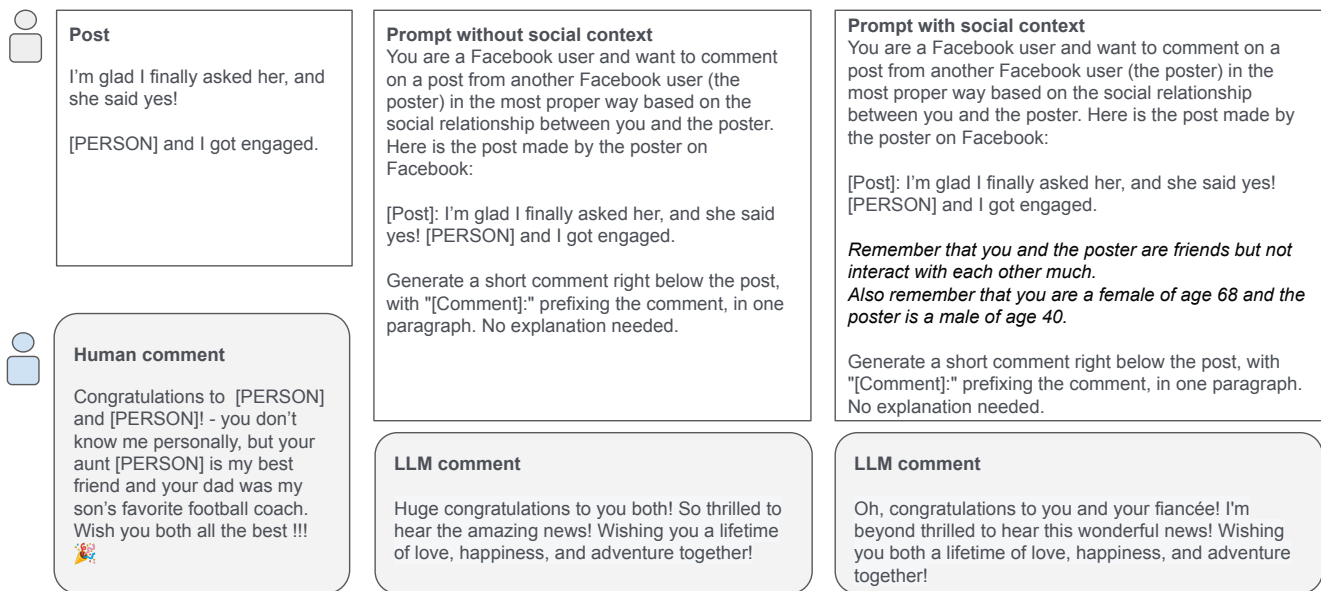 Post
I'm glad I finally asked her, and
she said yes!
[PERSON] and I got engaged.
Human comment
Congratulations to  [PERSON]
and [PERSON]! - you don't
know me personally, but your
aunt [PERSON] is my best
friend and your dad was my
son's favorite football coach.
Wish you both all the best !!!
🎉
Prompt without social context
You are a Facebook user and want to comment
on a post from another Facebook user (the
poster) in the most proper way based on the
social relationship between you and the poster.
Here is the post made by the poster on
Facebook:
[Post]: I'm glad I finally asked her, and she said
yes! [PERSON] and I got engaged.
Generate a short comment right below the post,
with "[Comment]:" prefixing the comment, in one
paragraph. No explanation needed.
LLM comment
Huge congratulations to you both! So thrilled to
hear the amazing news! Wishing you a lifetime
of love, happiness, and adventure together!
Prompt with social context
You are a Facebook user and want to comment on a
post from another Facebook user (the poster) in the
most proper way based on the social relationship
between you and the poster. Here is the post made by
the poster on Facebook:
[Post]: I'm glad I finally asked her, and she said yes!
[PERSON] and I got engaged.
Remember that you and the poster are friends but not
interact with each other much.
Also remember that you are a female of age 68 and the
poster is a male of age 40.
Generate a short comment right below the post, with
"[Comment]:" prefixing the comment, in one paragraph.
No explanation needed.
LLM comment
Oh, congratulations to you and your fiancée! I'm
beyond thrilled to hear this wonderful news! Wishing
you both a lifetime of love, happiness, and adventure
together!